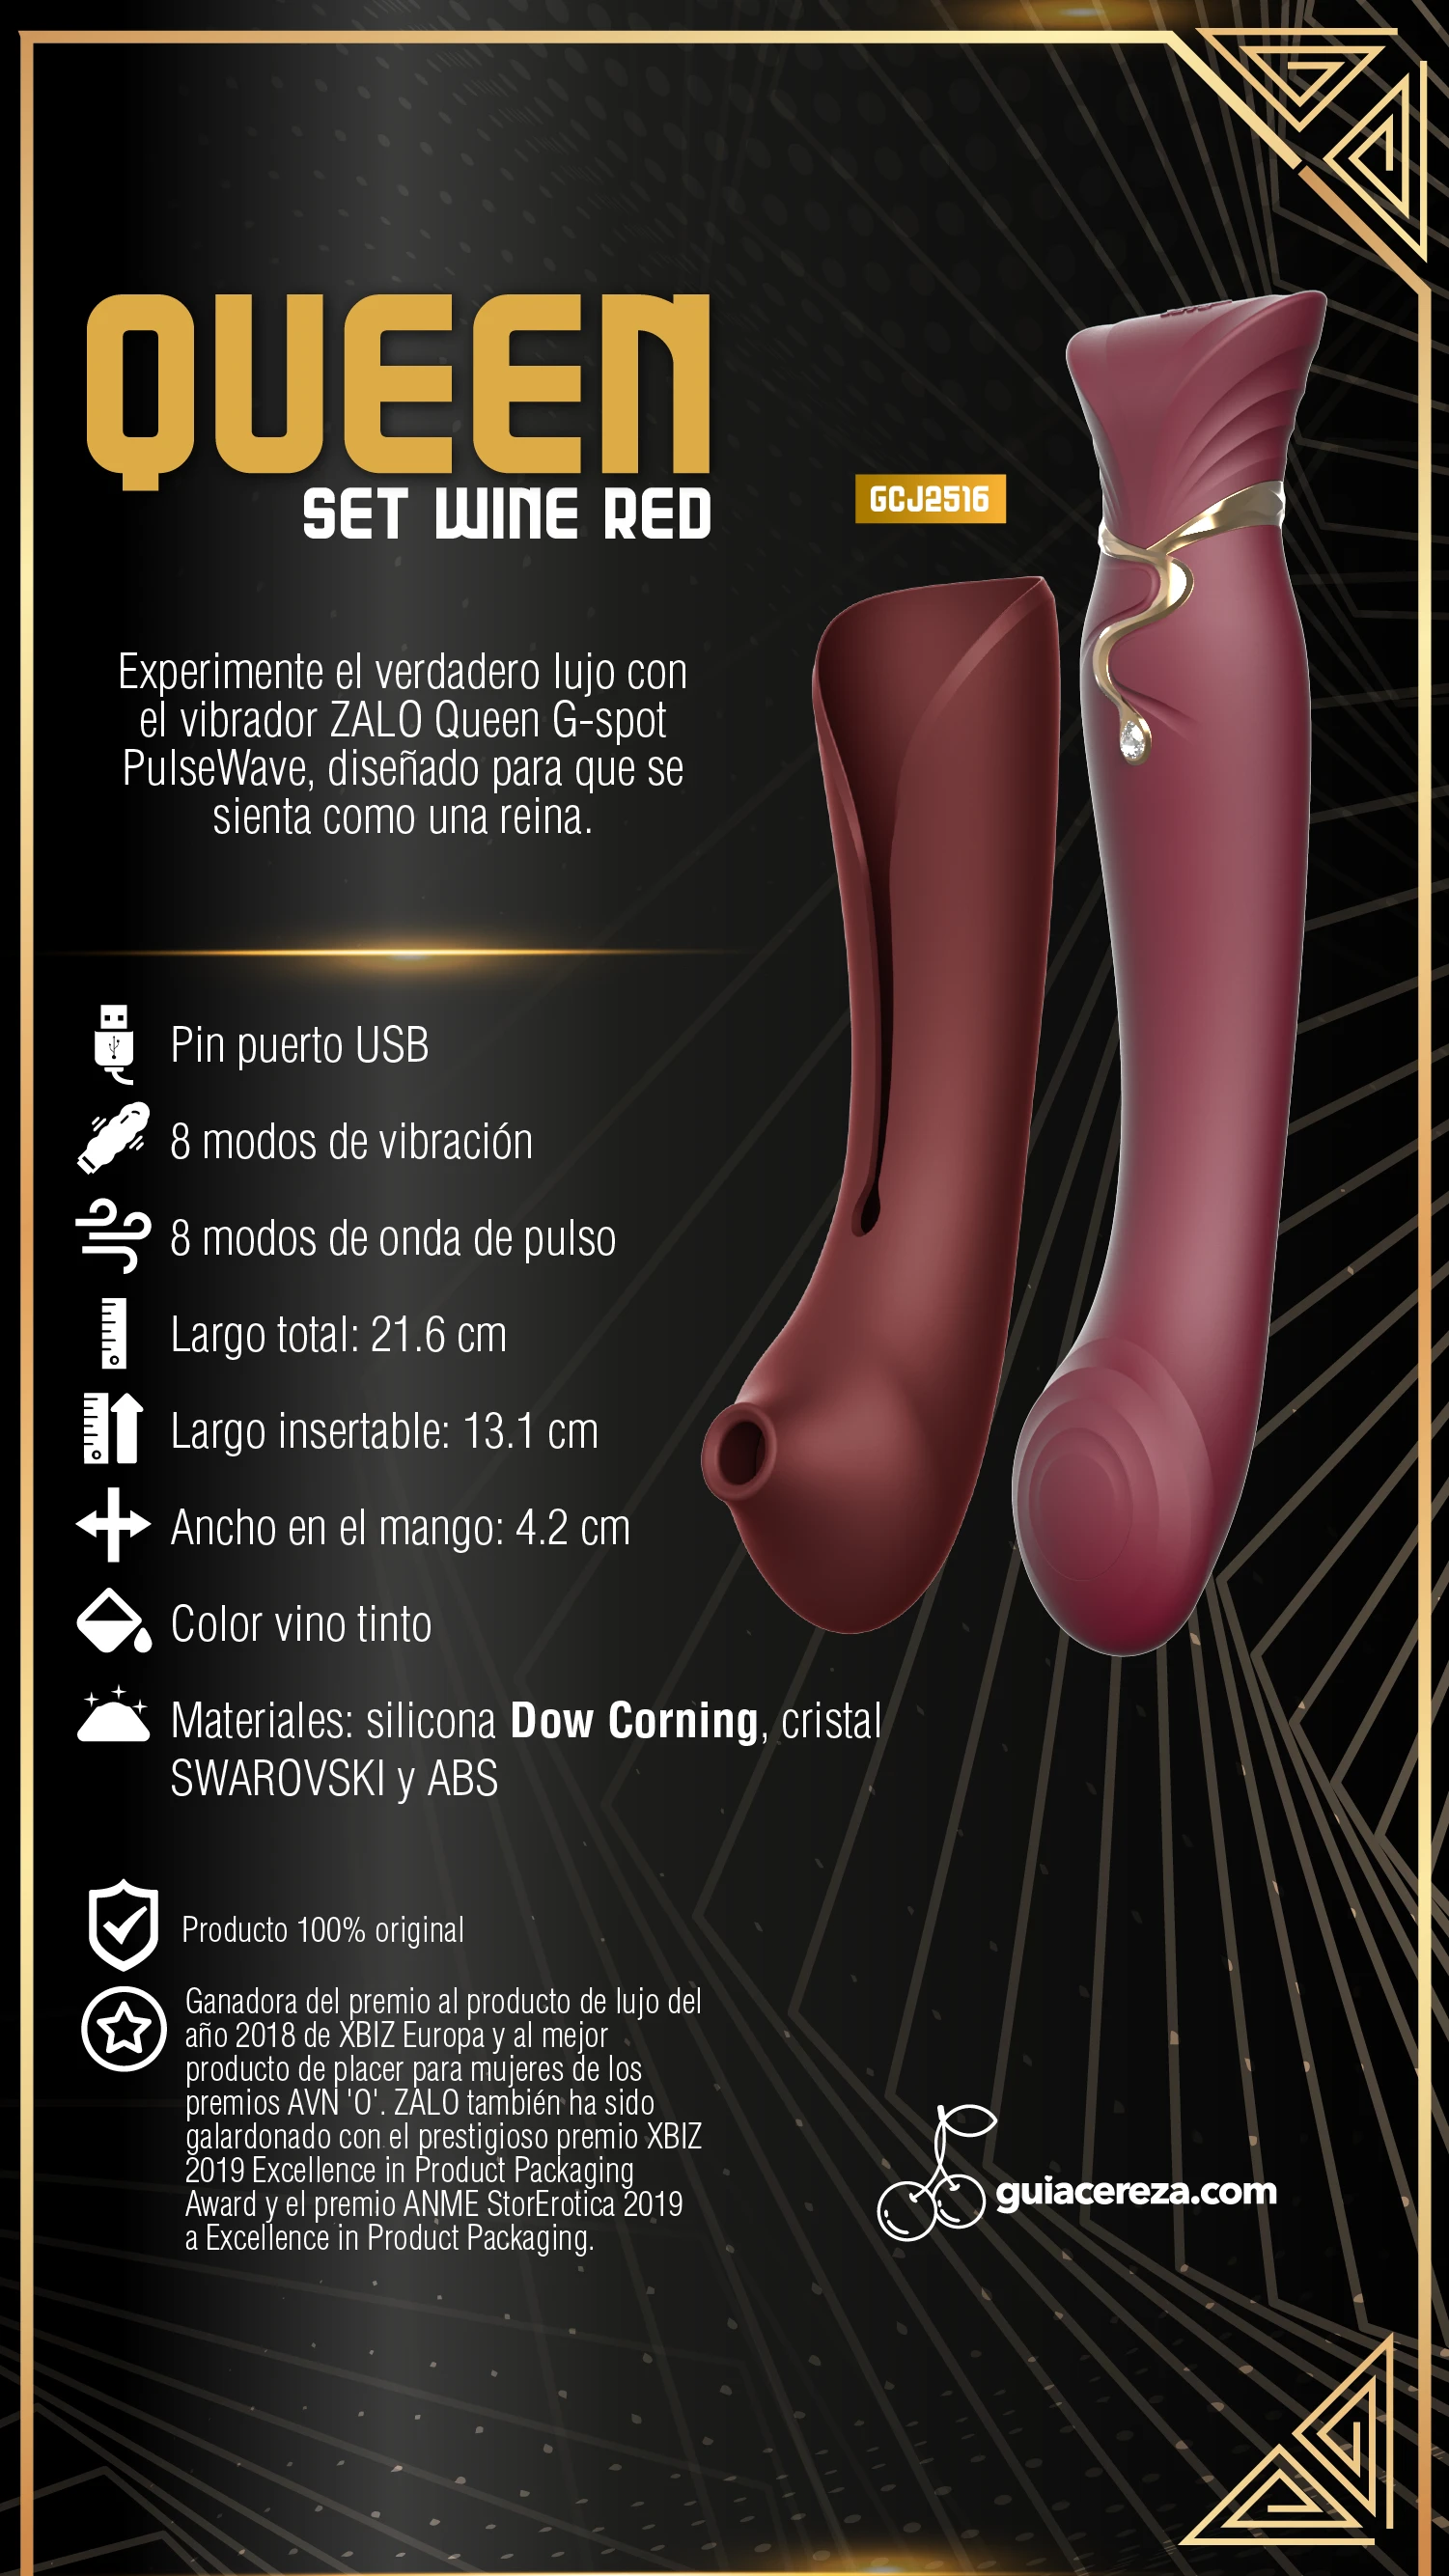 QUEEN
SET WINE RED
GCJ2516
Experimente el verdadero lujo con
el vibrador ZALO Queen G-spot
PulseWave, diseñado para que se
sienta como una reina.
Pin puerto USB
8 modos de vibración
8 modos de onda de pulso
Largo total: 21.6 cm
Largo insertable: 13.1 cm
Ancho en el mango: 4.2 cm
Color vino tinto
Materiales: silicona Dow Corning, cristal
SWAROVSKI y ABS
Producto 100% original
Ganadora del premio al producto de lujo del
año 2018 de XBIZ Europa y al mejor
producto de placer para mujeres de los
premios AVN 'O'. ZALO también ha sido
galardonado con el prestigioso premio XBIZ
2019 Excellence in Product Packaging
Award y el premio ANME StorErotica 2019
a Excellence in Product Packaging.
guiacereza.com